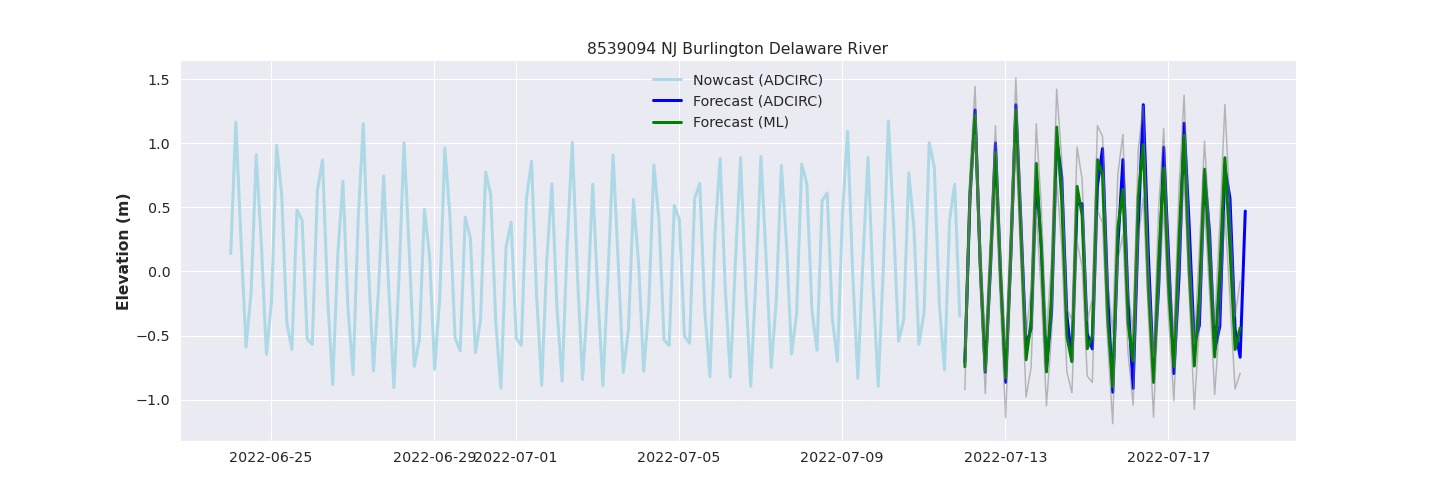 8539094 NJ Burlington Delaware River
Nowcast (ADCIRC)
Forecast (ADCIRC)
Forecast (ML)
Elevation (m)
1.5
1.0
0.5
0.0
−0.5
−1.0
2022-06-25
2022-06-29
2022-07-01
2022-07-05
2022-07-09
2022-07-13
2022-07-17